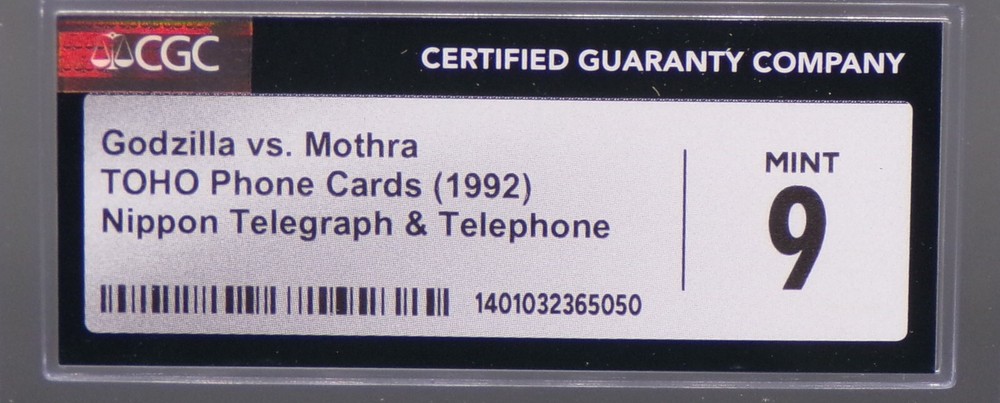 CGC
CERTIFIED GUARANTY COMPANY
Godzilla vs. Mothra
TOHO Phone Cards (1992)
Nippon Telegraph & Telephone
1401032365050
MINT
9